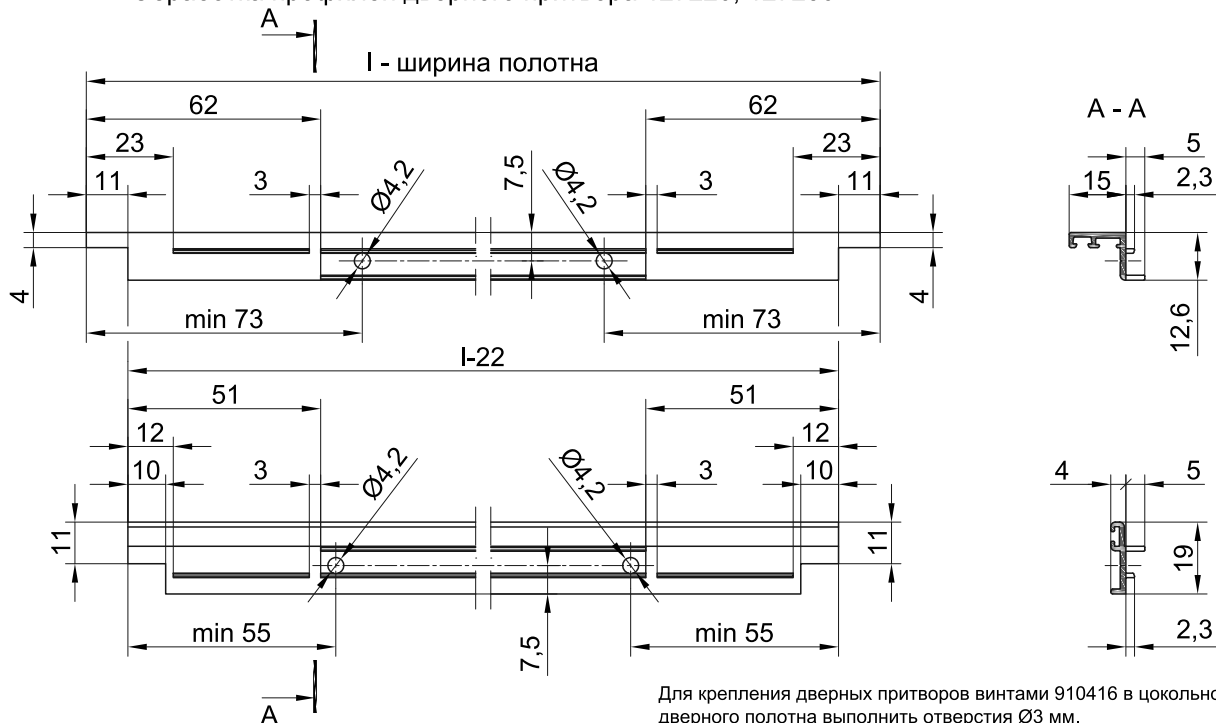 A
l - ширина полотна
62 62 A - A
23 23 5
11 3 Ø4,2 7,5 Ø4,2 3 11 15 2,3
4 4 12,6
min 73 min 73
l-22
51 51
12 12
10 3 Ø4,2 Ø4,2 3 10 4 5
11 11 19
min 55 7,5 min 55 2,3
A
Для крепления дверных притворов винтами 910416 в
дверного полотна выполнить отверстия Ø3 мм.